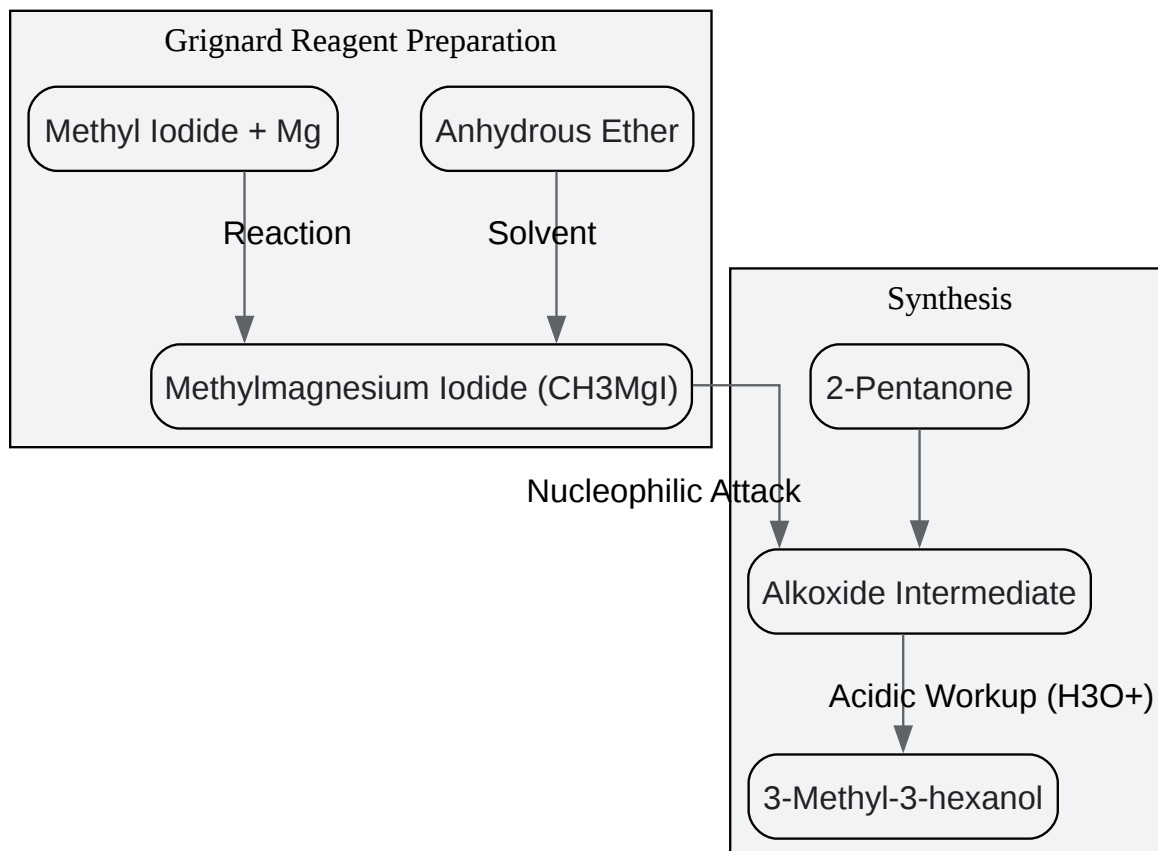 Grignard Reagent Preparation
Methyl Iodide + Mg
Anhydrous Ether
Reaction
Solvent
Methylmagnesium Iodide (CH3MgI)
Synthesis
2-Pentanone
Nucleophilic Attack
Alkoxide Intermediate
Acidic Workup (H3O+)
3-Methyl-3-hexanol